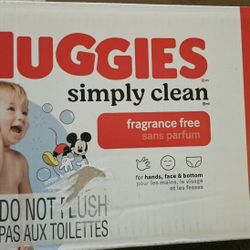 HUGGIES
simply clean
fragrance free
sans parfum
for hands, face & bottom
pour les mains, le visage
et les fesses
DO NOT FLUSH
PAS AUX TOILETTES